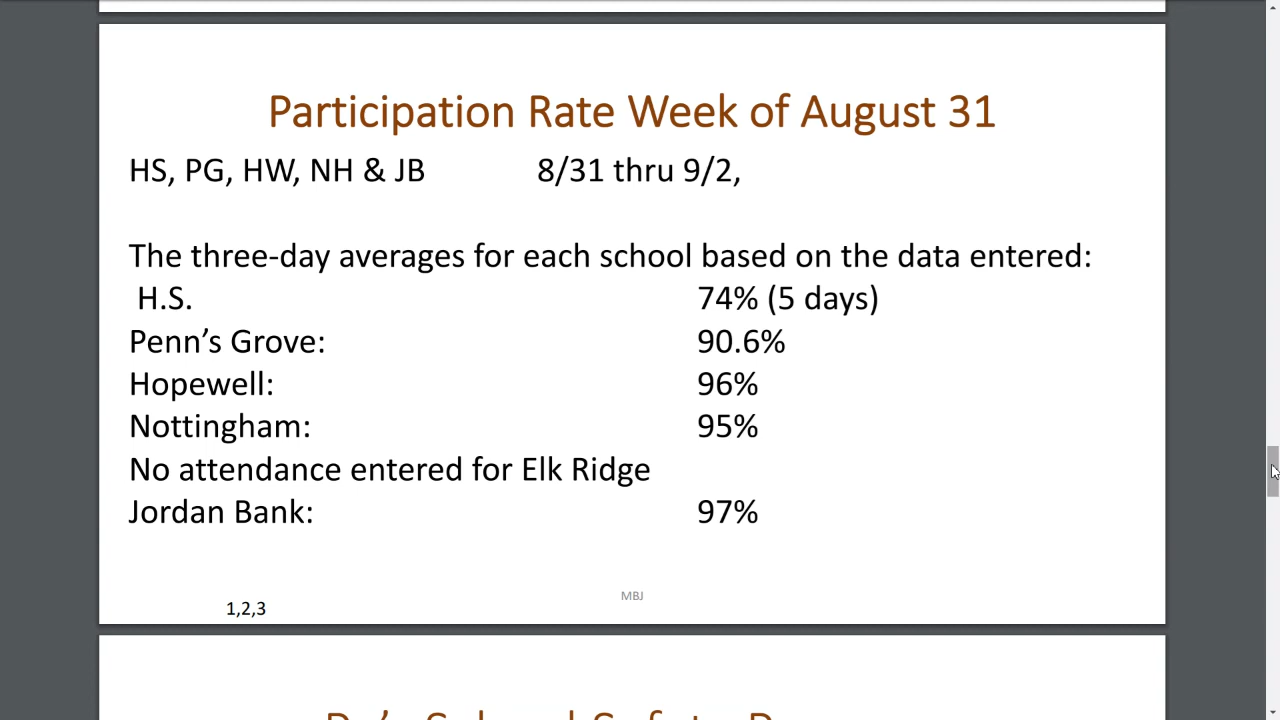 Participation Rate Week of August 31
HS, PG, HW, NH & JB 8/31 thru 9/2,
The three-day averages for each school based on the data entered:
H.S. 74% (5 days)
Penn’s Grove: 90.6%
Hopewell: 96%
Nottingham: 95%
No attendance entered for Elk Ridge
Jordan Bank: 97%
MBJ
1,2,3